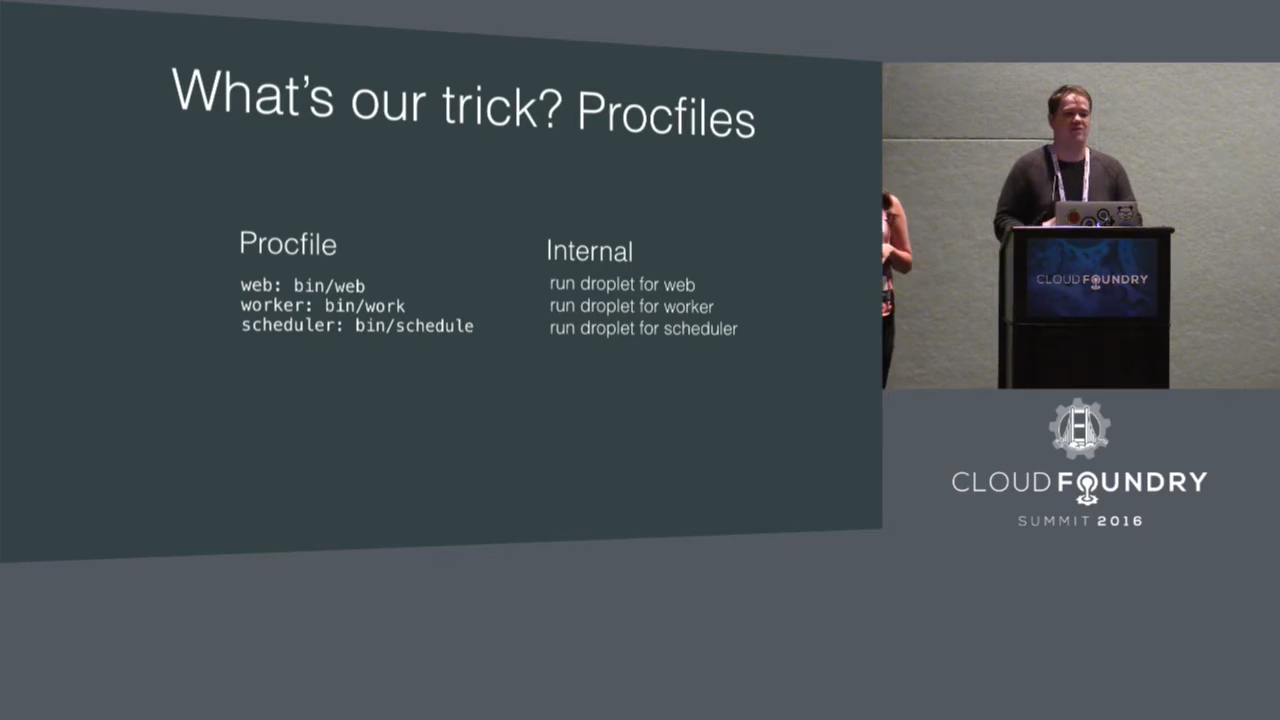 What's our trick? Procfiles
Procfile
web: bin/web
worker: bin/work
scheduler: bin/schedule
Internal
run droplet for web
run droplet for worker
run droplet for scheduler
CLOUD FOUNDRY
CLOUD FOUNDRY
SUMMIT 2016